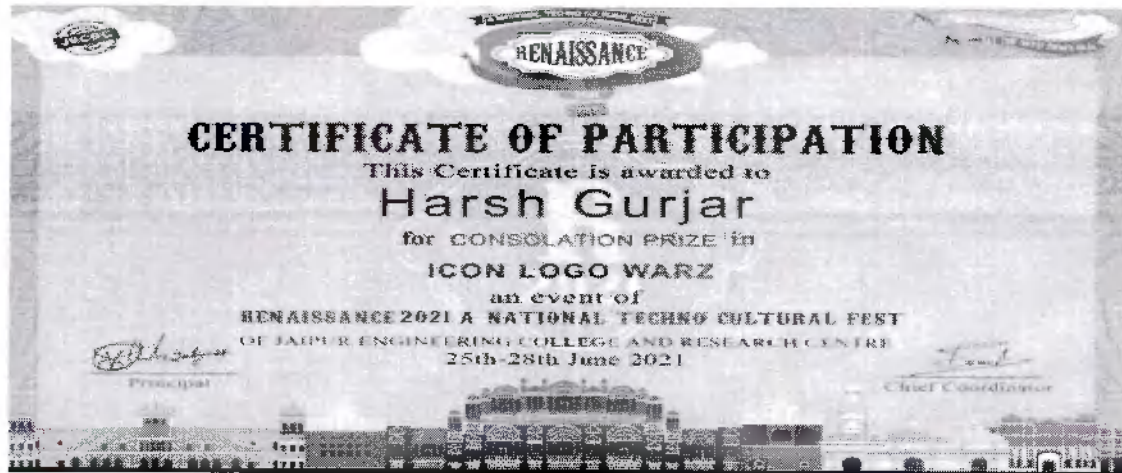 RENAISSANCE
CERTIFICATE OF PARTICIPATION
This Certificate is awarded to
Harsh Gurjar
for CONSOLATION PRIZE in
ICON LOGO WARZ
an event of
RENAISSANCE 2021 A NATIONAL TECHNO CULTURAL FEST
OF JAIPUR ENGINEERING COLLEGE AND RESEARCH CENTRE
25th-28th June 2021
Principal
Chief Coordinator